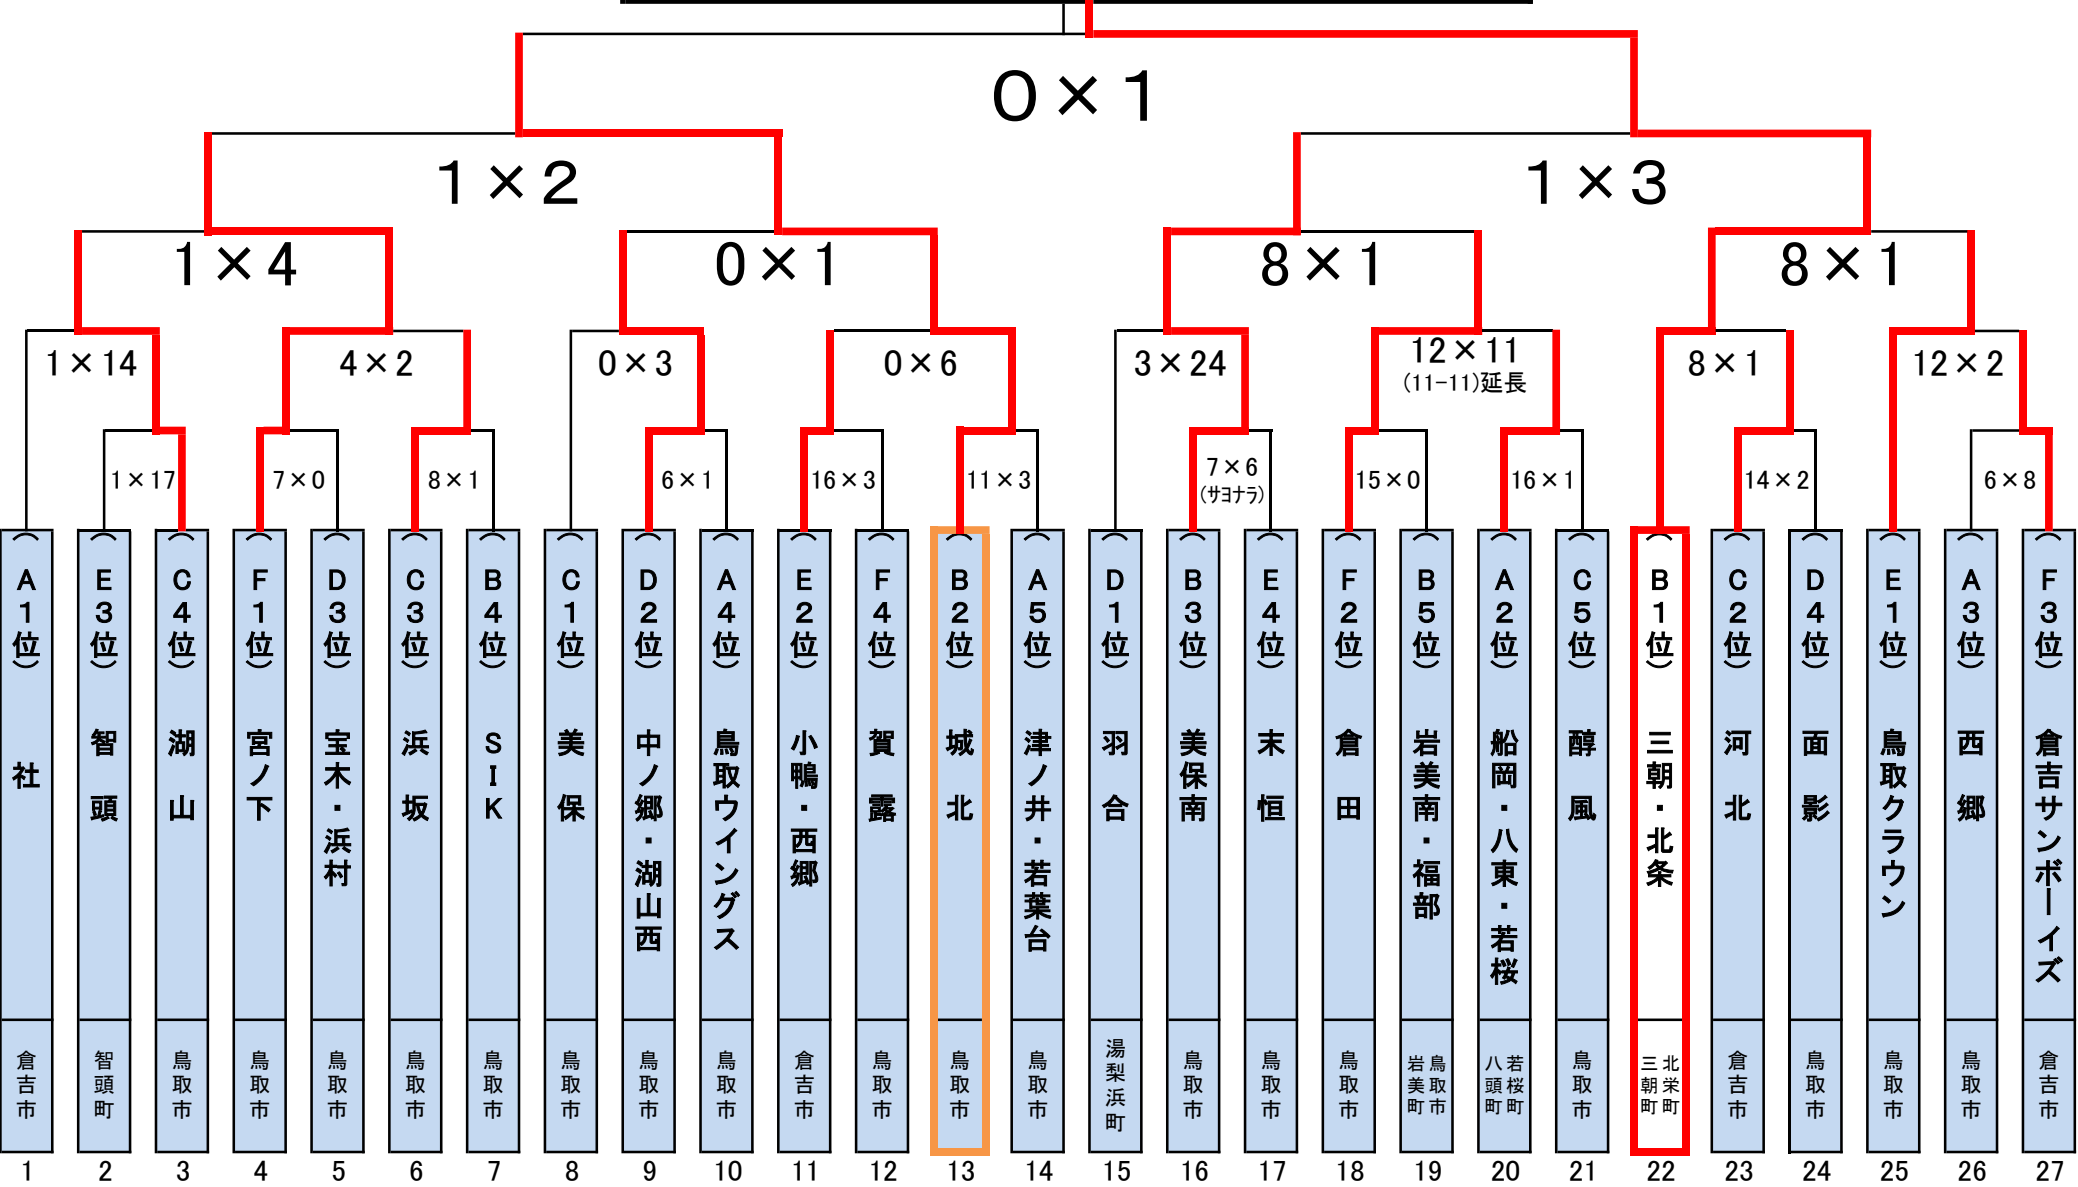 0×1
1×2
1×3
1×4
0×1
8×1
8×1
1×14
4×2
0×3
0×6
3×24
12×11
(11-11)延長
8×1
12×2
1×17
7×0
8×1
6×1
16×3
11×3
7×6
(サヨナラ)
15×0
16×1
14×2
6×8
(A1位) 社 倉吉市 1
(E3位) 智頭 智頭町 2
(C4位) 湖山 鳥取市 3
(F1位) 宮ノ下 鳥取市 4
(D3位) 宝木・浜村 鳥取市 5
(C3位) 浜坂 鳥取市 6
(B4位) SIK 鳥取市 7
(C1位) 美保 鳥取市 8
(D2位) 中ノ郷・湖山西 鳥取市 9
(A4位) 鳥取ウイングス 鳥取市 10
(E2位) 小鴨・西郷 倉吉市 11
(F4位) 賀露 鳥取市 12
(B2位) 城北 鳥取市 13
(A5位) 津ノ井・若葉台 鳥取市 14
(D1位) 羽合 湯梨浜町 15
(B3位) 美保南 鳥取市 16
(E4位) 末恒 鳥取市 17
(F2位) 倉田 鳥取市 18
(B5位) 岩美南・福部 鳥取市 岩美町 19
(A2位) 船岡・八東・若桜 若桜町 八頭町 20
(C5位) 醇風 鳥取市 21
(B1位) 三朝・北条 北栄町 三朝町 22
(C2位) 河北 倉吉市 23
(D4位) 面影 鳥取市 24
(E1位) 鳥取クラウン 鳥取市 25
(A3位) 西郷 鳥取市 26
(F3位) 倉吉サンボーイズ 倉吉市 27